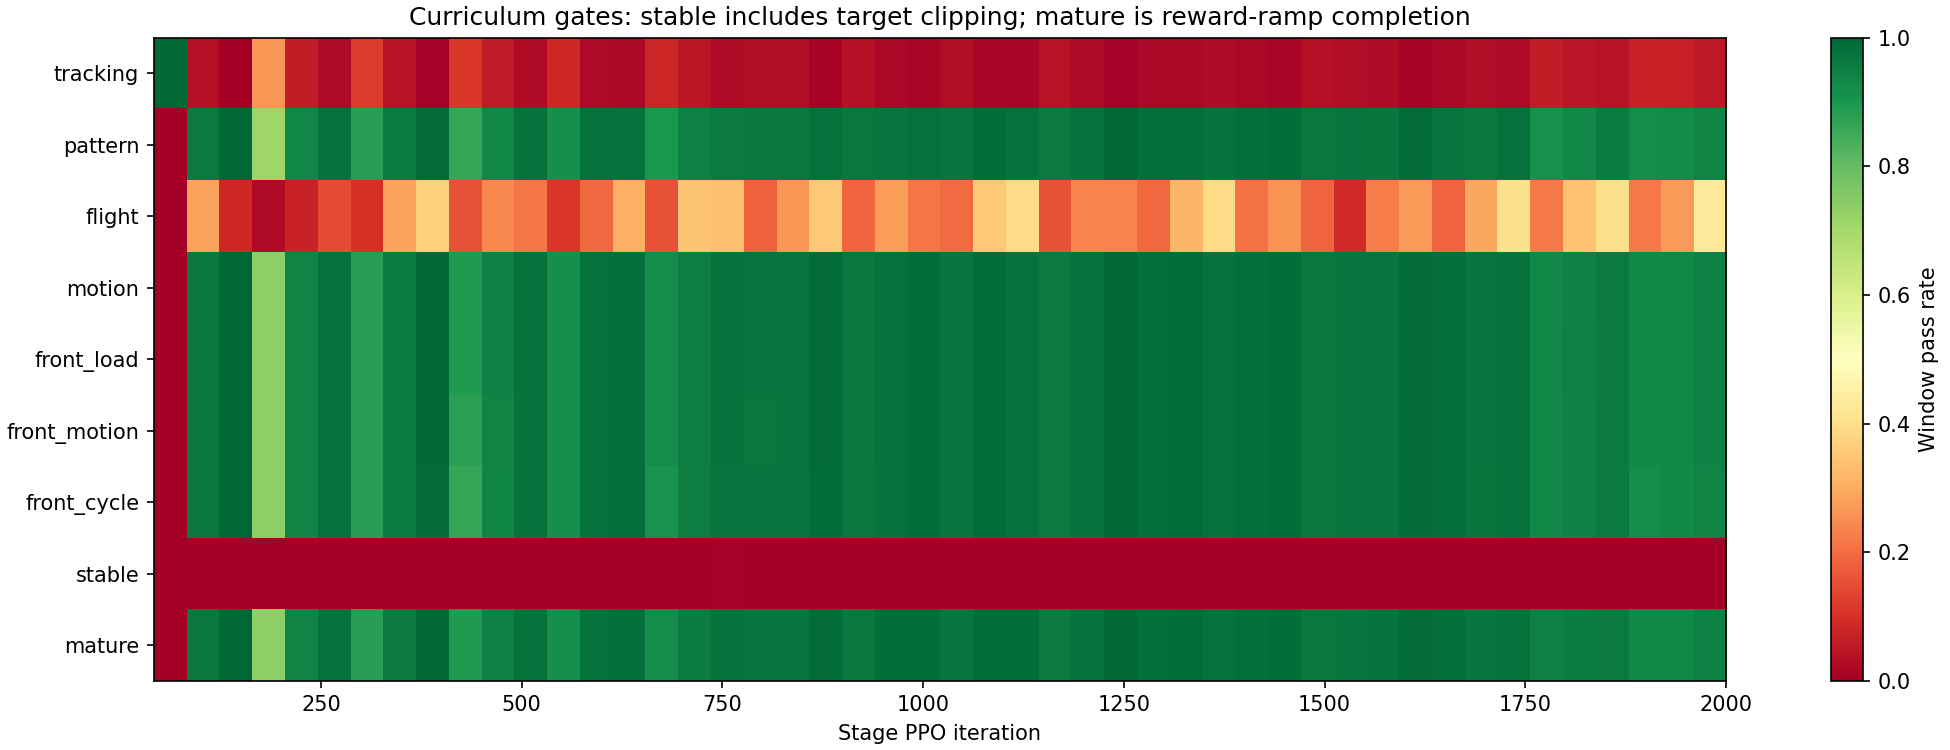 Curriculum gates: stable includes target clipping; mature is reward-ramp completion
tracking
pattern
flight
motion
front_load
front_motion
front_cycle
stable
mature
250
500
750
1000
1250
1500
1750
2000
Stage PPO iteration
1.0
0.8
0.6
0.4
0.2
0.0
Window pass rate